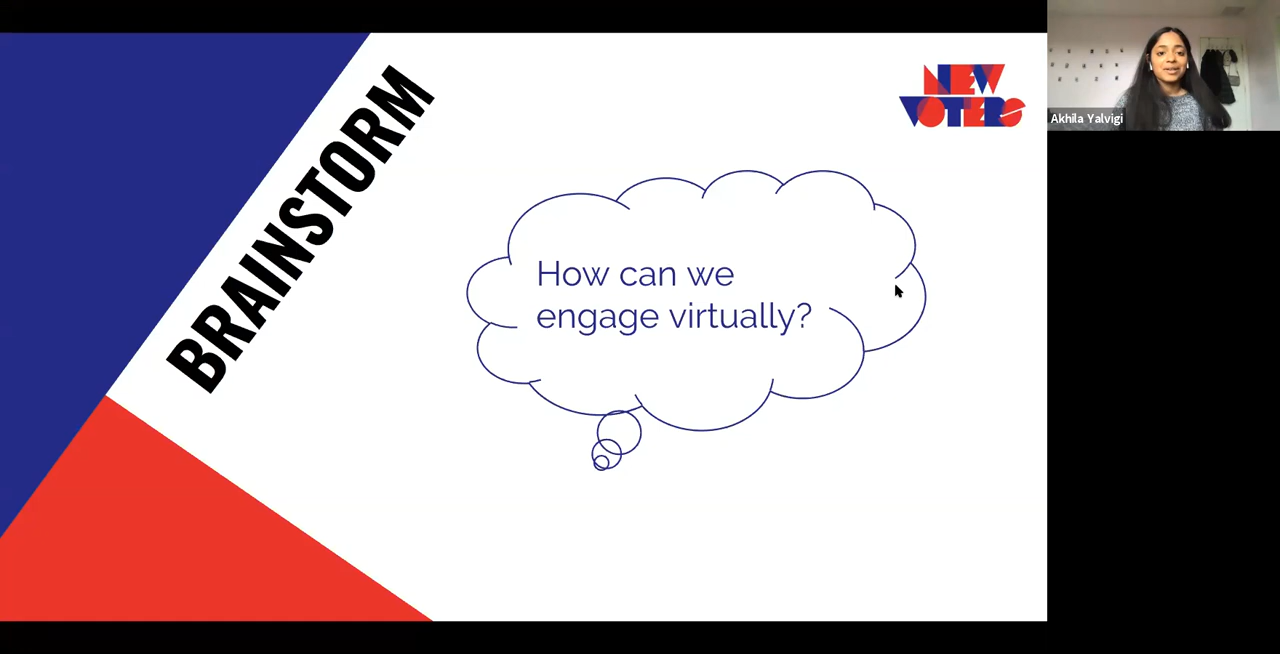 BRAINSTORM
NEW
VOTERS
How can we
engage virtually?
Akhila Yalvigi